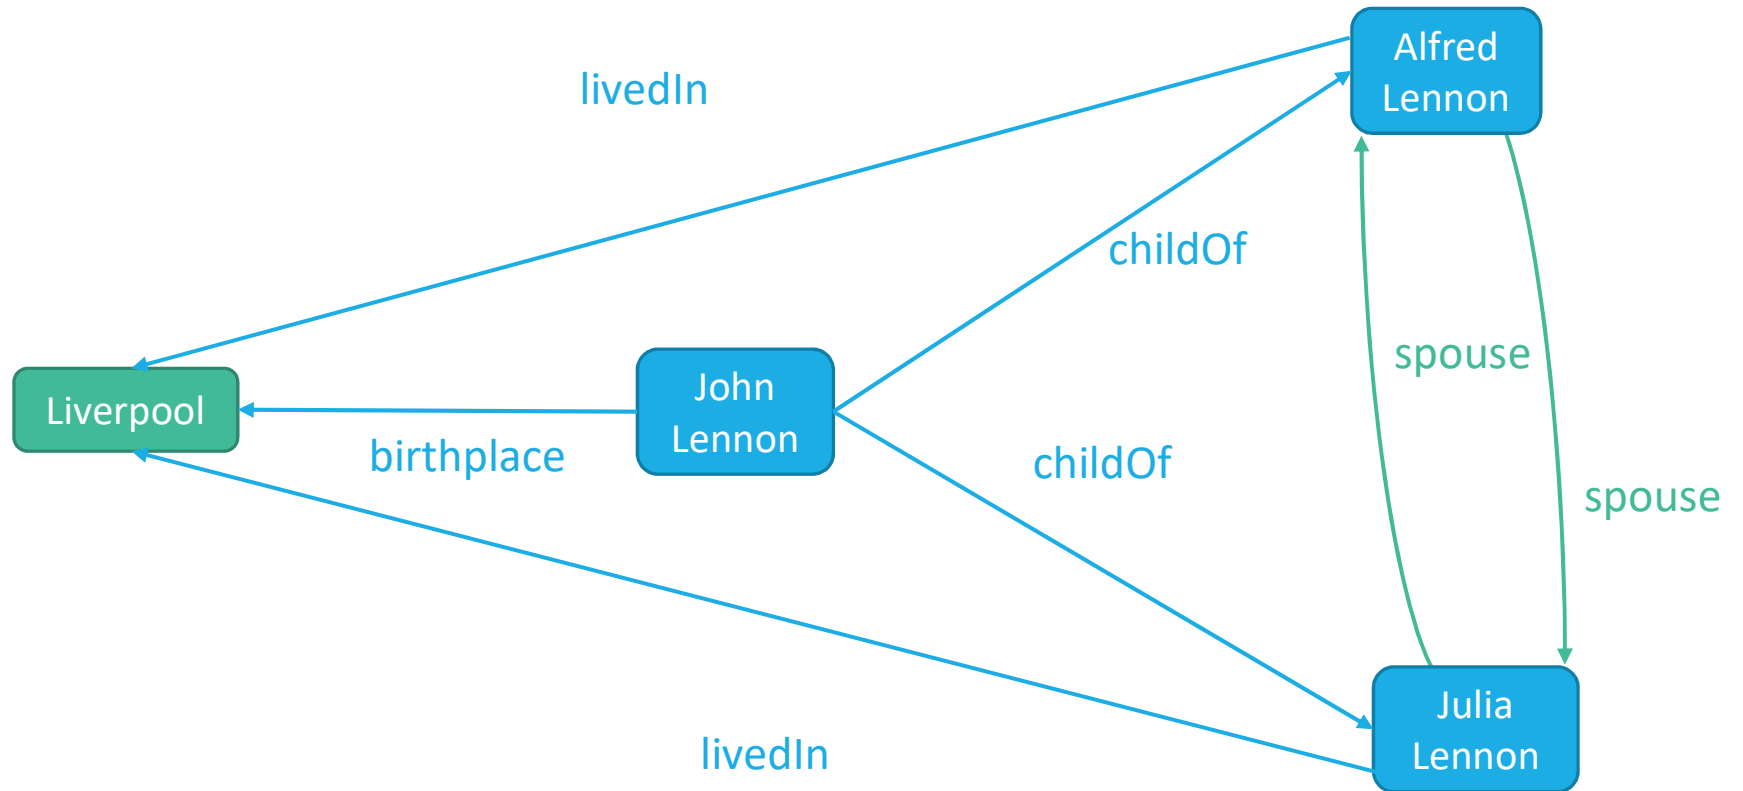 Alfred
Lennon
livedIn
childOf
spouse
John
Lennon
Liverpool
birthplace
childOf
spouse
Julia
Lennon
livedIn